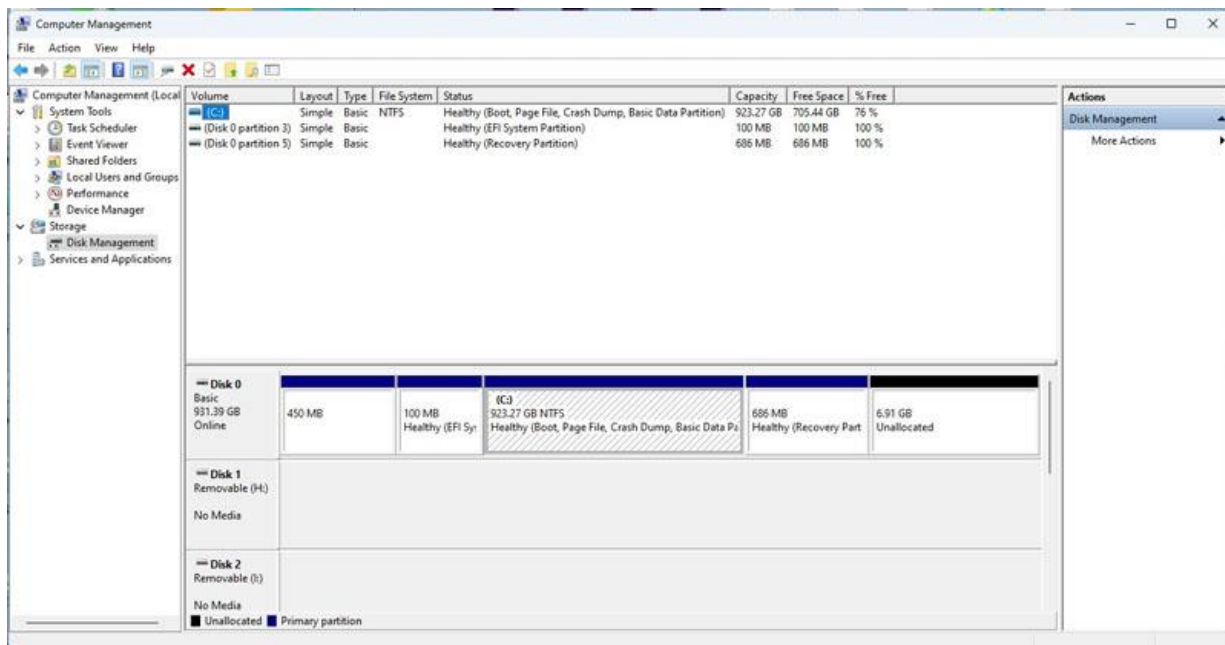 Computer Management
File Action View Help
Computer Management (Local
System Tools
Task Scheduler
Event Viewer
Shared Folders
Local Users and Groups
Performance
Device Manager
Storage
Disk Management
Services and Applications
Volume Layout Type File System Status Capacity Free Space % Free
(C:) Simple Basic NTFS Healthy (Boot, Page File, Crash Dump, Basic Data Partition) 923.27 GB 705.44 GB 76 %
(Disk 0 partition 3) Simple Basic Healthy (EFI System Partition) 100 MB 100 MB 100 %
(Disk 0 partition 5) Simple Basic Healthy (Recovery Partition) 686 MB 686 MB 100 %
Disk 0
Basic
931.39 GB
Online
450 MB
100 MB
Healthy (EFI Sy
(C:)
923.27 GB NTFS
Healthy (Boot, Page File, Crash Dump, Basic Data Pa
686 MB
Healthy (Recovery Part
6.91 GB
Unallocated
Disk 1
Removable (H:)
No Media
Disk 2
Removable (I:)
No Media
Unallocated Primary partition
Actions
Disk Management
More Actions